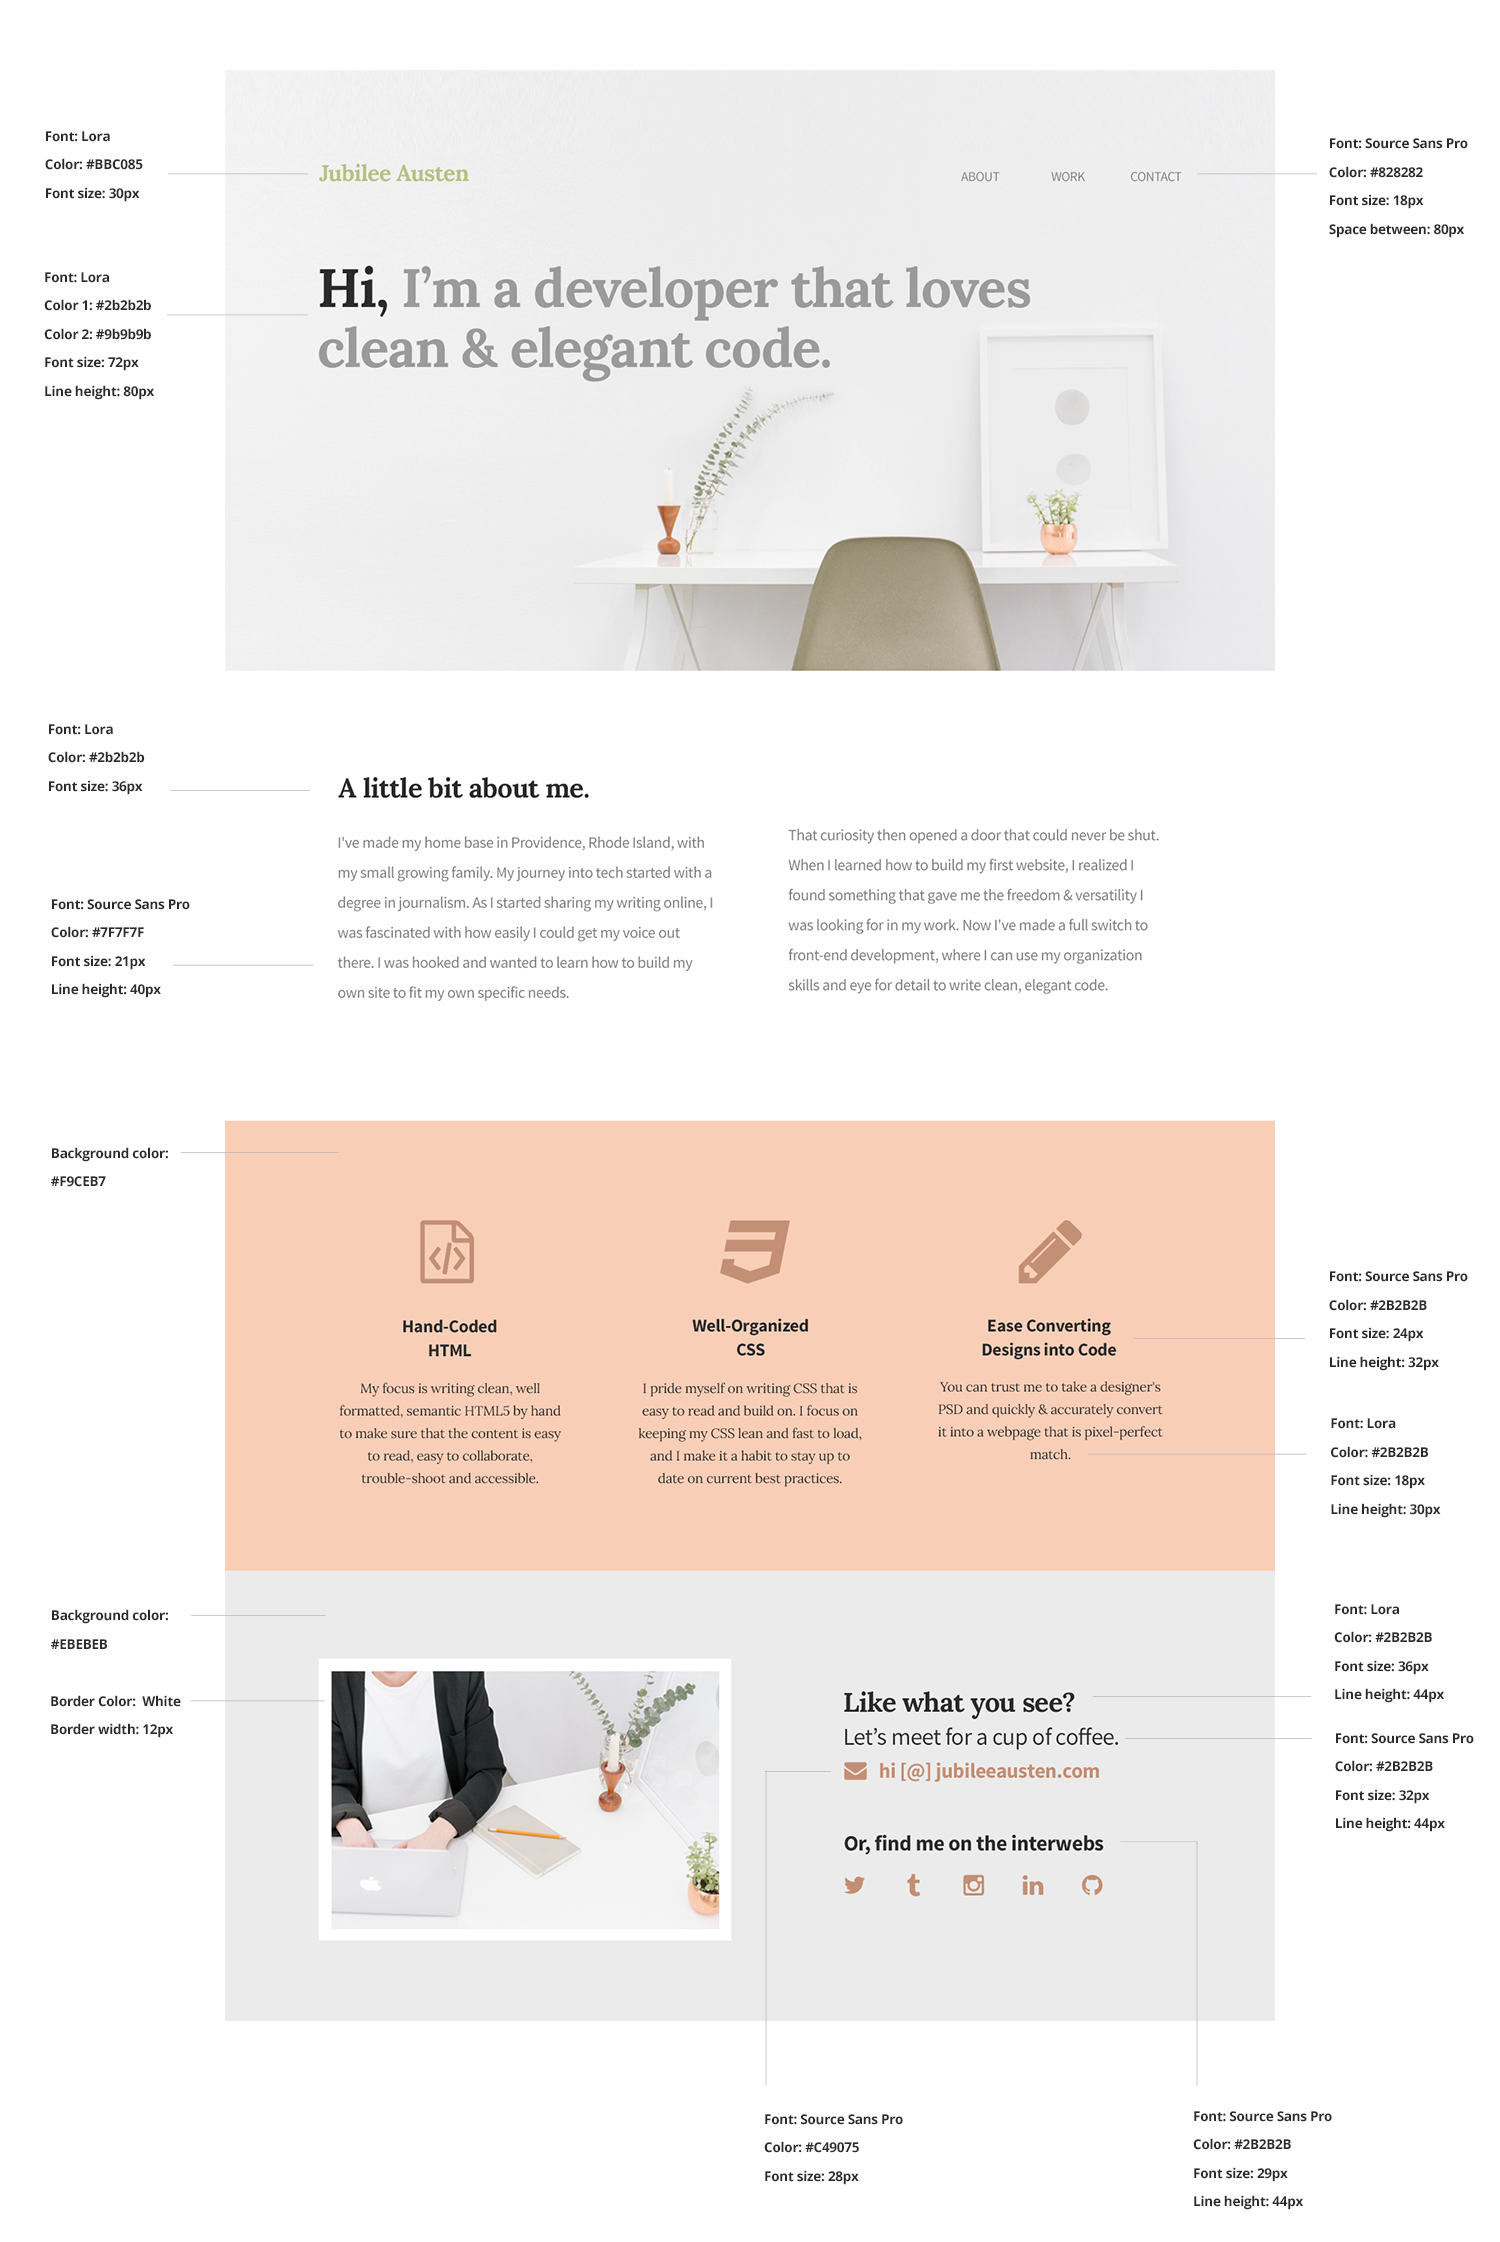 Font: Lora
Color: #BBC085
Font size: 30px
Jubilee Austen
ABOUT WORK CONTACT
Font: Source Sans Pro
Color: #828282
Font size: 18px
Space between: 80px
Font: Lora
Color 1: #2b2b2b
Color 2: #9b9b9b
Font size: 72px
Line height: 80px
Hi, I’m a developer that loves
clean & elegant code.
Font: Lora
Color: #2b2b2b
Font size: 36px
A little bit about me.
Font: Source Sans Pro
Color: #7F7F7F
Font size: 21px
Line height: 40px
I've made my home base in Providence, Rhode Island, with
my small growing family. My journey into tech started with a
degree in journalism. As I started sharing my writing online, I
was fascinated with how easily I could get my voice out
there. I was hooked and wanted to learn how to build my
own site to fit my own specific needs.
That curiosity then opened a door that could never be shut.
When I learned how to build my first website, I realized I
found something that gave me the freedom & versatility I
was looking for in my work. Now I've made a full switch to
front-end development, where I can use my organization
skills and eye for detail to write clean, elegant code.
Background color:
#F9CEB7
Hand-Coded
HTML
My focus is writing clean, well
formatted, semantic HTML5 by hand
to make sure that the content is easy
to read, easy to collaborate,
trouble-shoot and accessible.
Well-Organized
CSS
I pride myself on writing CSS that is
easy to read and build on. I focus on
keeping my CSS lean and fast to load,
and I make it a habit to stay up to
date on current best practices.
Ease Converting
Designs into Code
You can trust me to take a designer's
PSD and quickly & accurately convert
it into a webpage that is pixel-perfect
match.
Font: Source Sans Pro
Color: #2B2B2B
Font size: 24px
Line height: 32px
Font: Lora
Color: #2B2B2B
Font size: 18px
Line height: 30px
Background color:
#EBEBEB
Border Color: White
Border width: 12px
Like what you see?
Let’s meet for a cup of coffee.
hi [@] jubileeausten.com
Or, find me on the interwebs
Font: Lora
Color: #2B2B2B
Font size: 36px
Line height: 44px
Font: Source Sans Pro
Color: #2B2B2B
Font size: 32px
Line height: 44px
Font: Source Sans Pro
Color: #C49075
Font size: 28px
Font: Source Sans Pro
Color: #2B2B2B
Font size: 29px
Line height: 44px